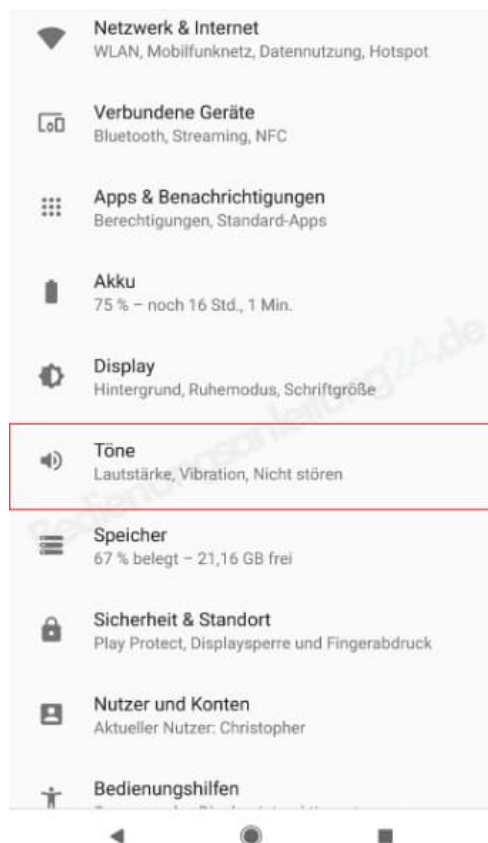 Netzwerk & Internet
WLAN, Mobilfunknetz, Datennutzung, Hotspot
Verbundene Geräte
Bluetooth, Streaming, NFC
Apps & Benachrichtigungen
Berechtigungen, Standard-Apps
Akku
75 % – noch 16 Std., 1 Min.
Display
Hintergrund, Ruhemodus, Schriftgröße
Töne
Lautstärke, Vibration, Nicht stören
Speicher
67 % belegt – 21,16 GB frei
Sicherheit & Standort
Play Protect, Displaysperre und Fingerabdruck
Nutzer und Konten
Aktueller Nutzer: Christopher
Bedienungshilfen
Bedienungsanleitung24.de